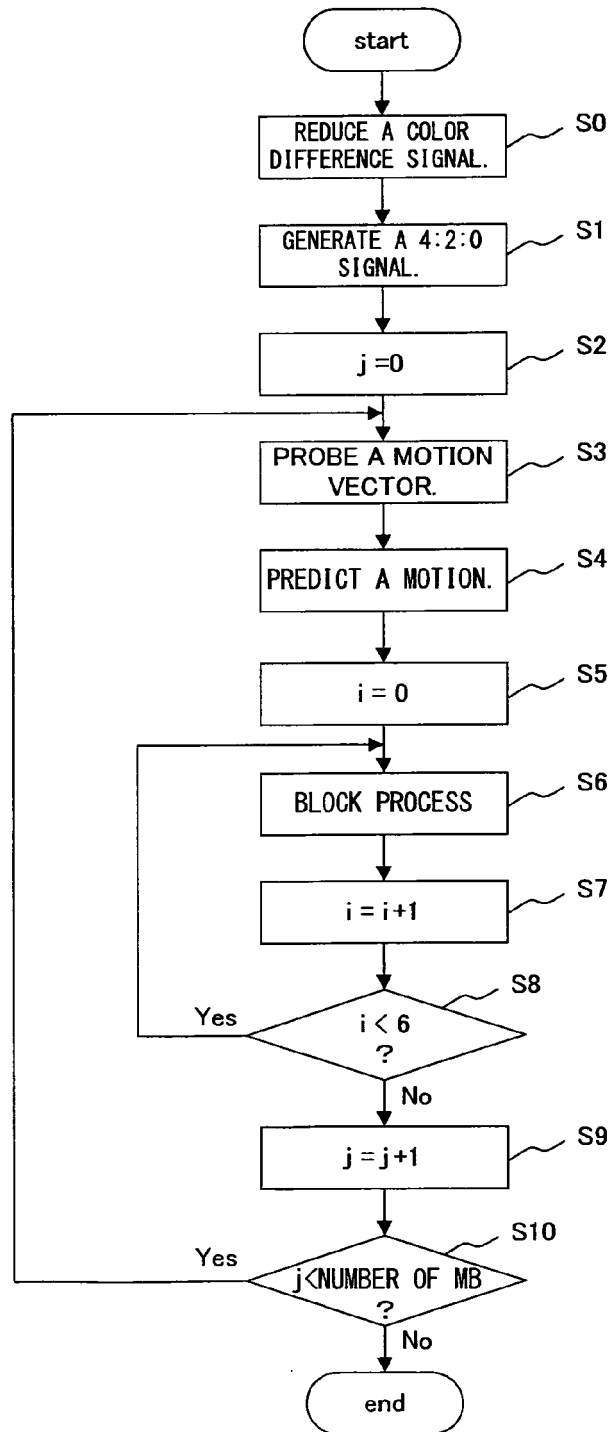 start
REDUCE A COLOR
DIFFERENCE SIGNAL.
S0
GENERATE A 4:2:0
SIGNAL.
S1
j=0
S2
PROBE A MOTION
VECTOR.
S3
PREDICT A MOTION.
S4
i = 0
S5
BLOCK PROCESS
S6
i = i+1
S7
S8
Yes
i < 6
?
No
j = j+1
S9
S10
Yes
j<NUMBER OF MB
?
No
end